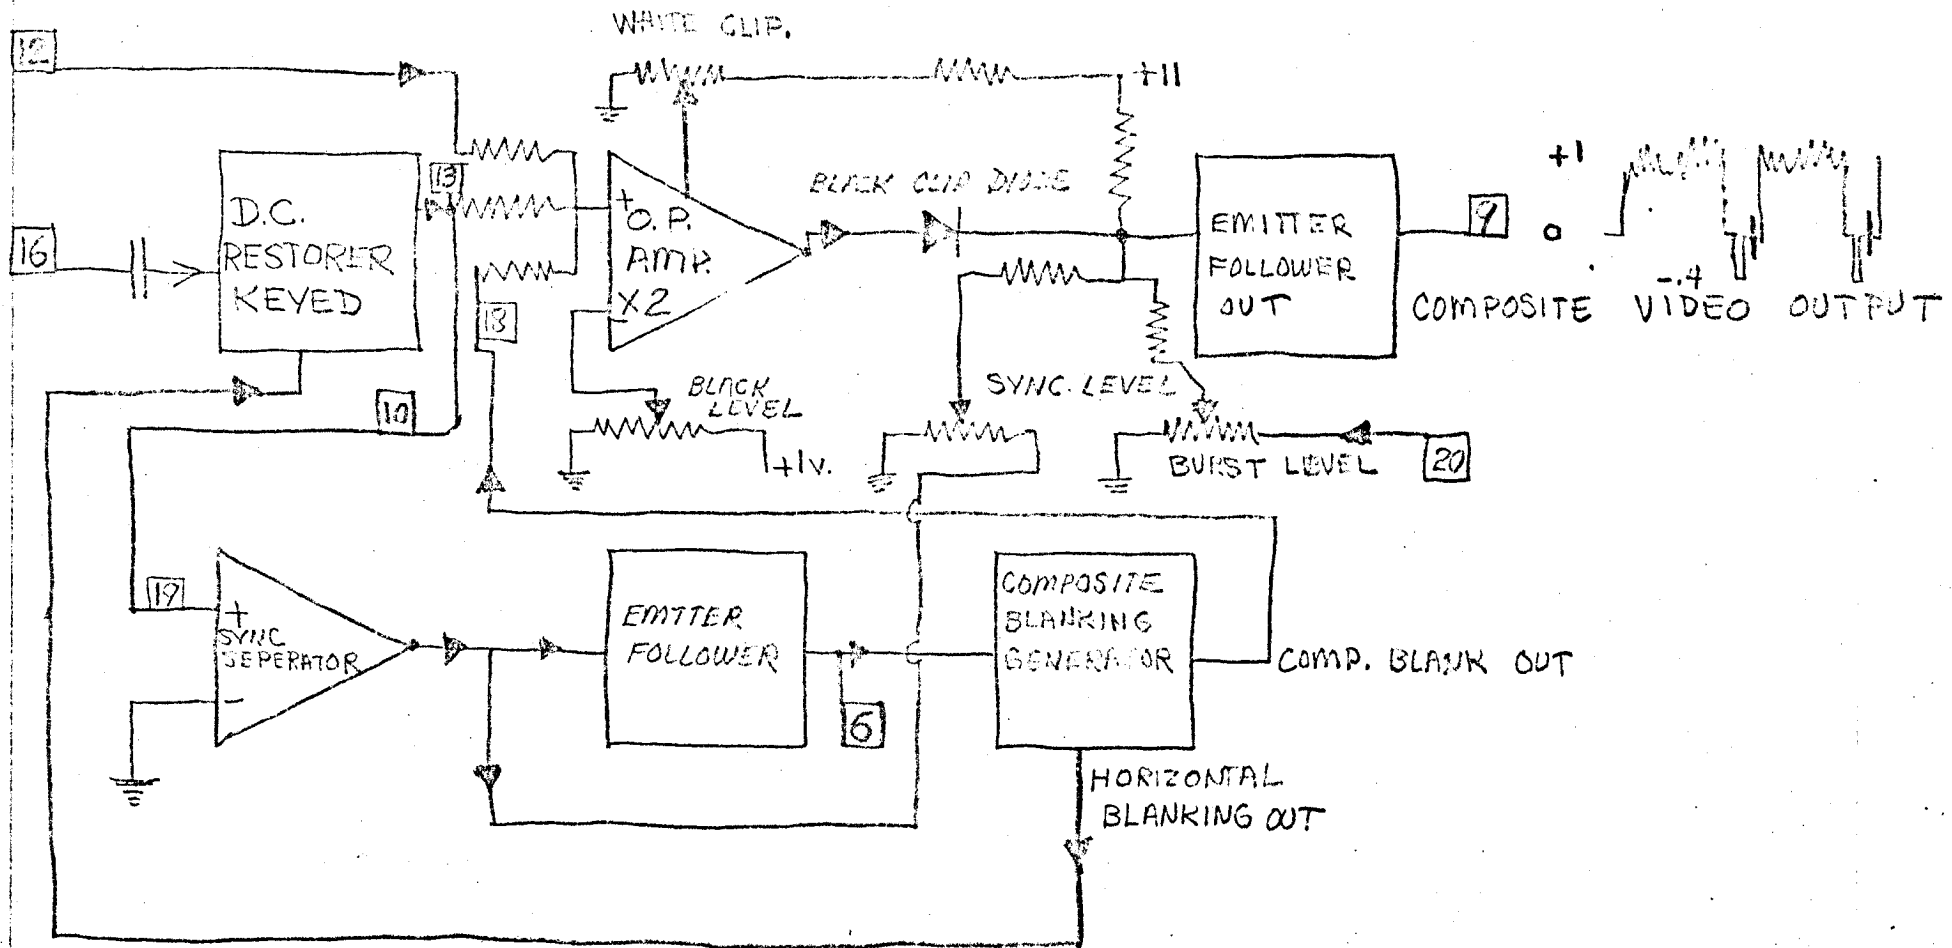 WHITE CLIP.
12
+11
13
D.C.
RESTORER
KEYED
16
+
O.P.
AMP.
X2
-
BLACK CLIP DIODE
EMITTER
FOLLOWER
OUT
9
+1
0
-.4
COMPOSITE VIDEO OUTPUT
18
BLACK
LEVEL
+1v.
SYNC. LEVEL
10
BURST LEVEL
20
19
+
SYNC
SEPERATOR
-
EMTTER
FOLLOWER
6
COMPOSITE
BLANKING
GENERATOR
COMP. BLANK OUT
HORIZONTAL
BLANKING OUT